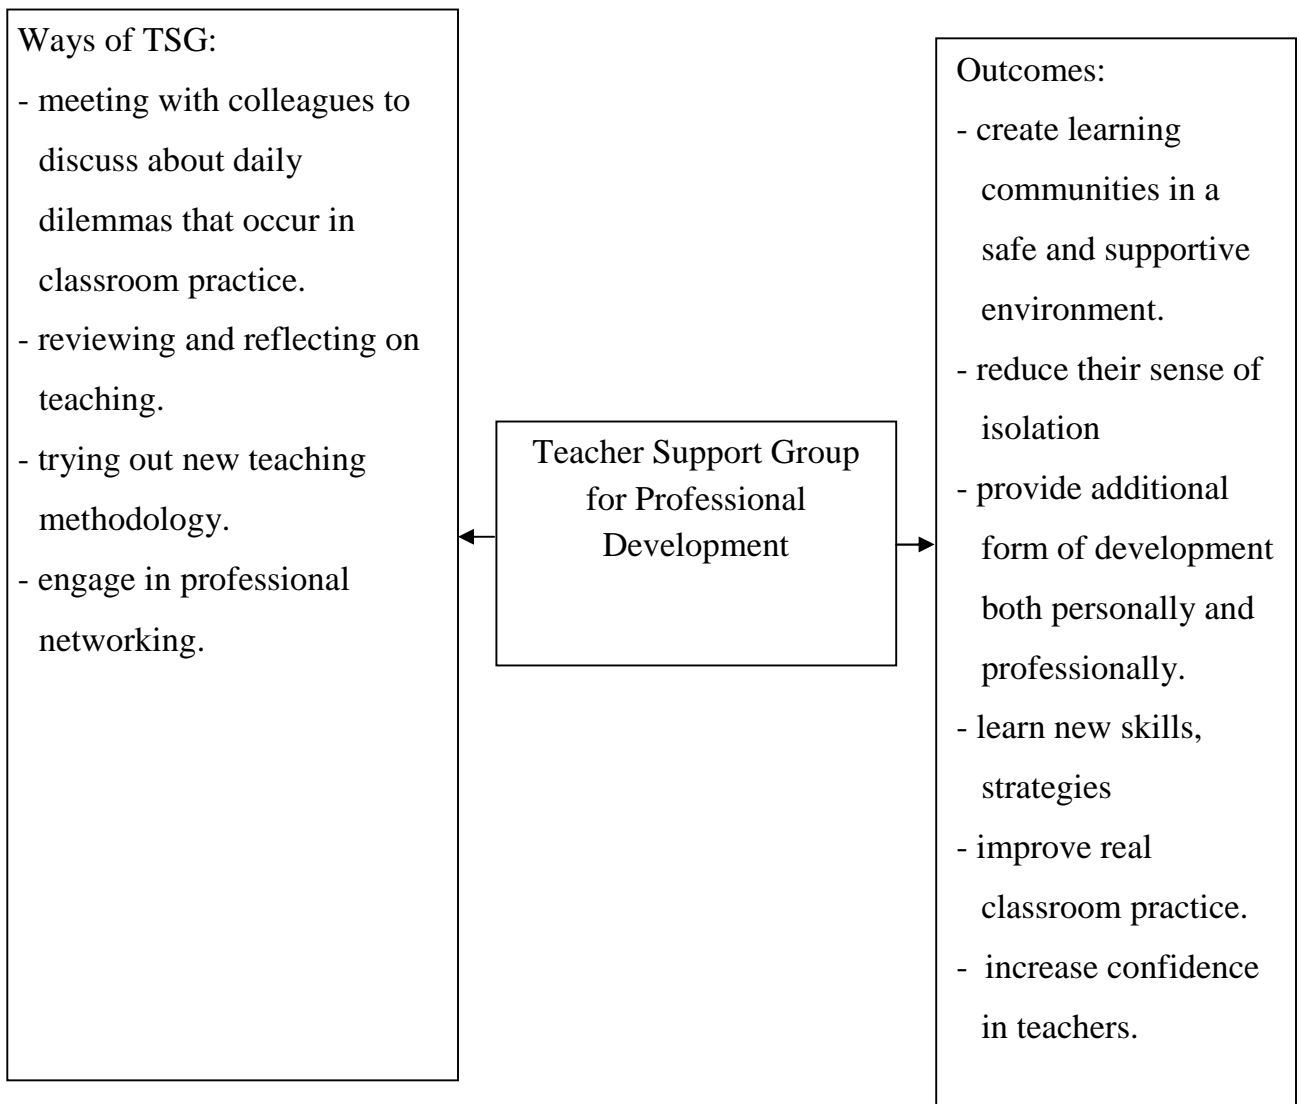 Ways of TSG:
- meeting with colleagues to
discuss about daily
dilemmas that occur in
classroom practice.
- reviewing and reflecting on
teaching.
- trying out new teaching
methodology.
- engage in professional
networking.
Teacher Support Group
for Professional
Development
Outcomes:
- create learning
communities in a
safe and supportive
environment.
- reduce their sense of
isolation
- provide additional
form of development
both personally and
professionally.
- learn new skills,
strategies
- improve real
classroom practice.
- increase confidence
in teachers.